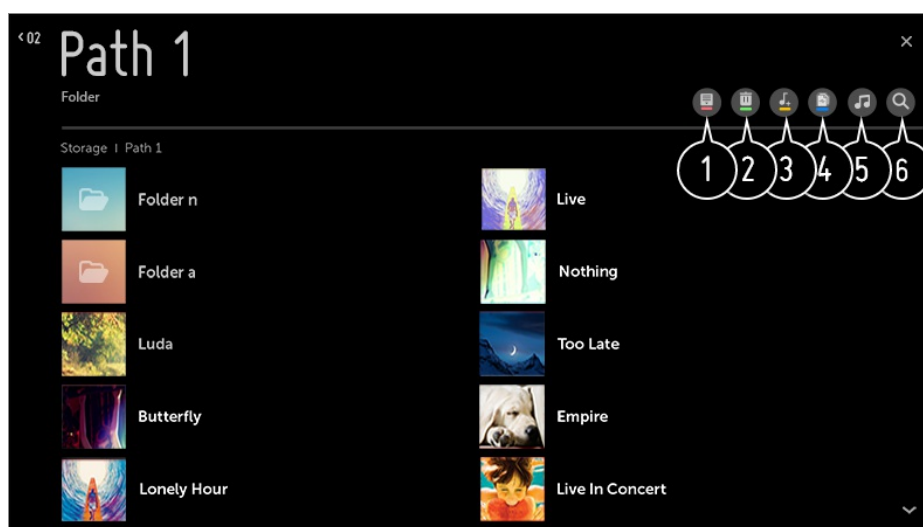 <02
Path 1
×
Folder
1 2 3 4 5 6
Storage | Path 1
Folder n
Live
Folder a
Nothing
Luda
Too Late
Butterfly
Empire
Lonely Hour
Live In Concert